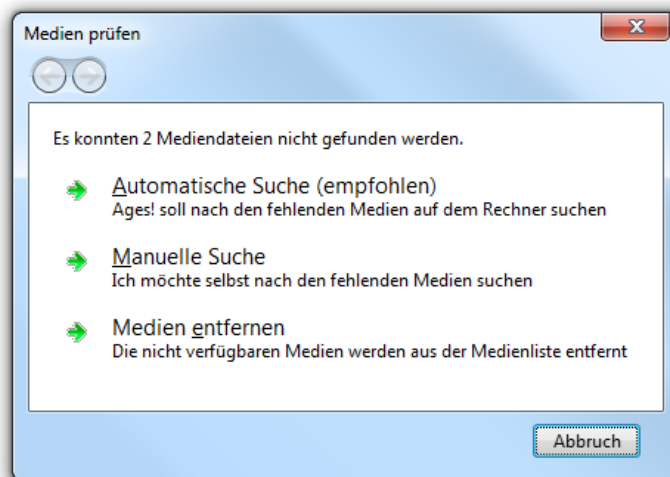 Medien prüfen
Es konnten 2 Mediendateien nicht gefunden werden.
Automatische Suche (empfohlen)
Ages! soll nach den fehlenden Medien auf dem Rechner suchen
Manuelle Suche
Ich möchte selbst nach den fehlenden Medien suchen
Medien entfernen
Die nicht verfügbaren Medien werden aus der Medienliste entfernt
Abbruch